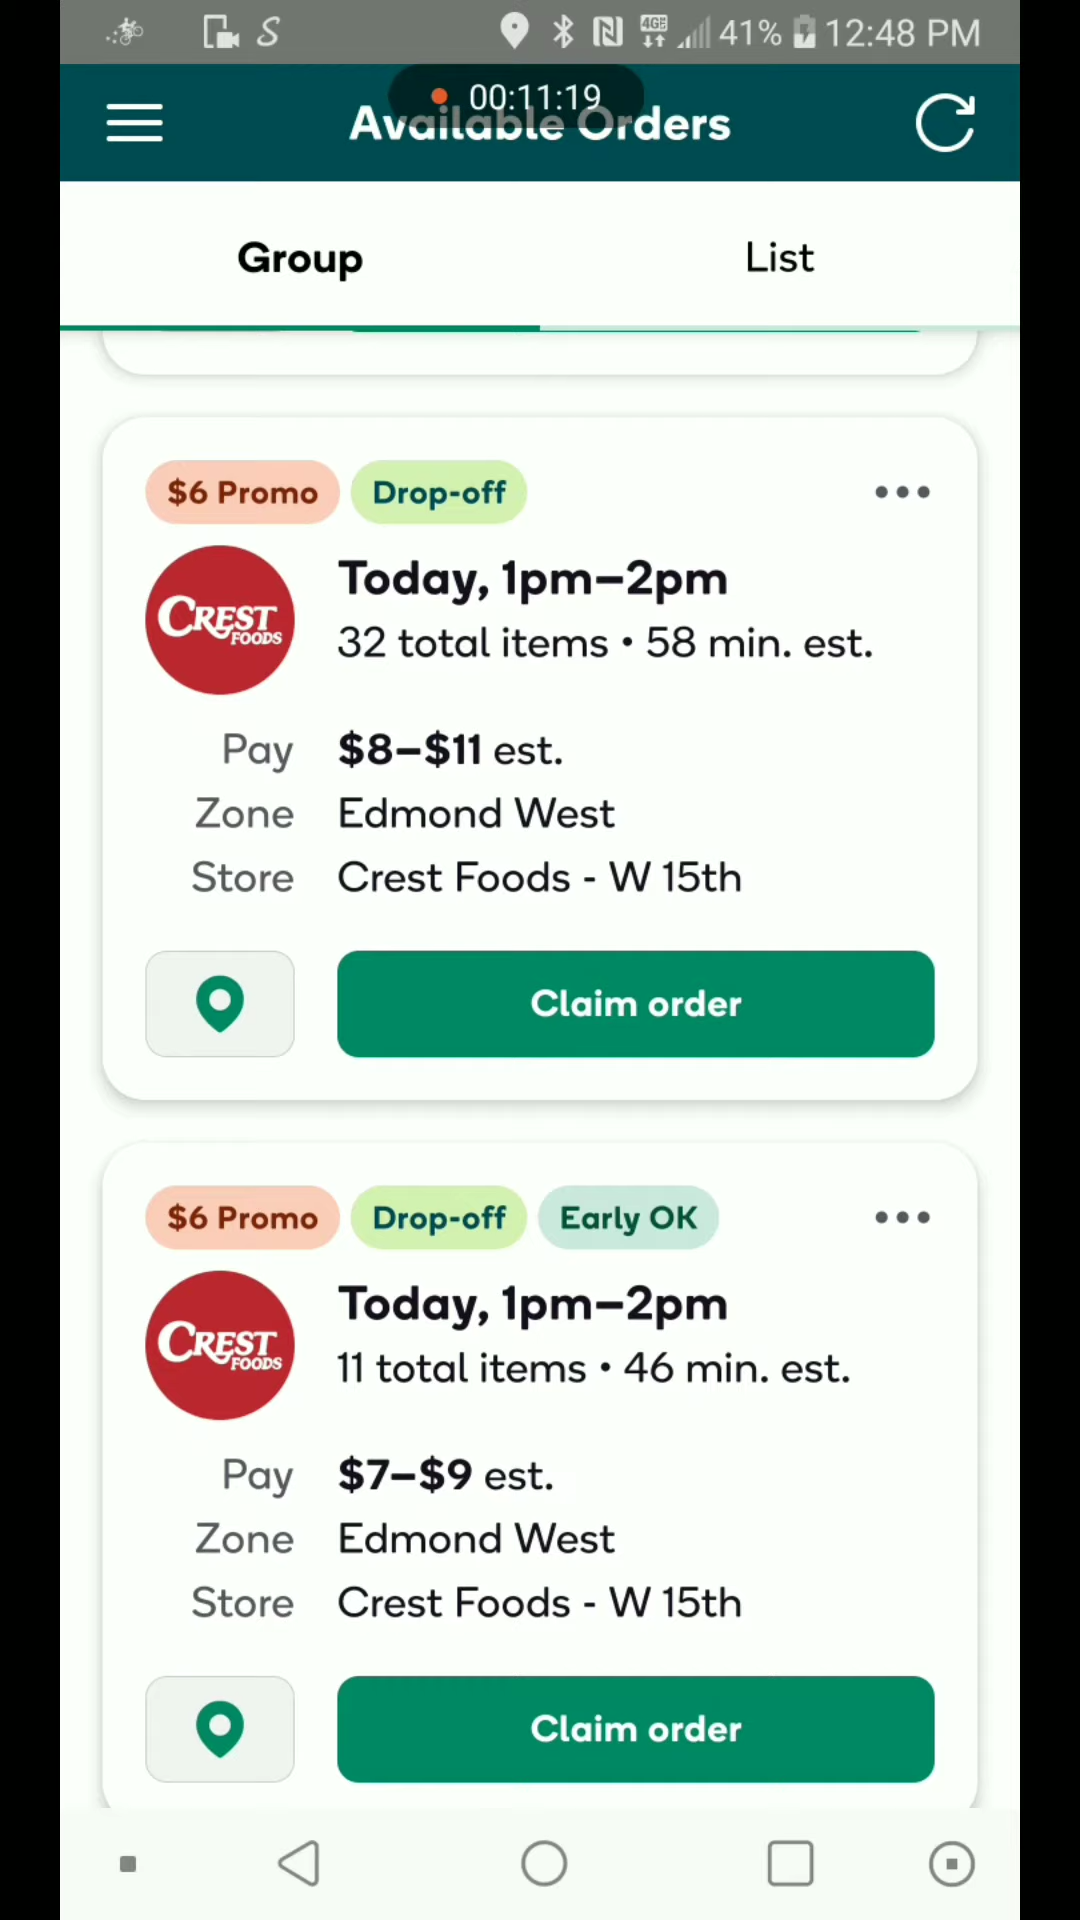 41% 12:48 PM
00:11:19
Available Orders
Group List
$6 Promo Drop-off
CREST FOODS
Today, 1pm–2pm
32 total items • 58 min. est.
Pay $8–$11 est.
Zone Edmond West
Store Crest Foods - W 15th
Claim order
$6 Promo Drop-off Early OK
CREST FOODS
Today, 1pm–2pm
11 total items • 46 min. est.
Pay $7–$9 est.
Zone Edmond West
Store Crest Foods - W 15th
Claim order